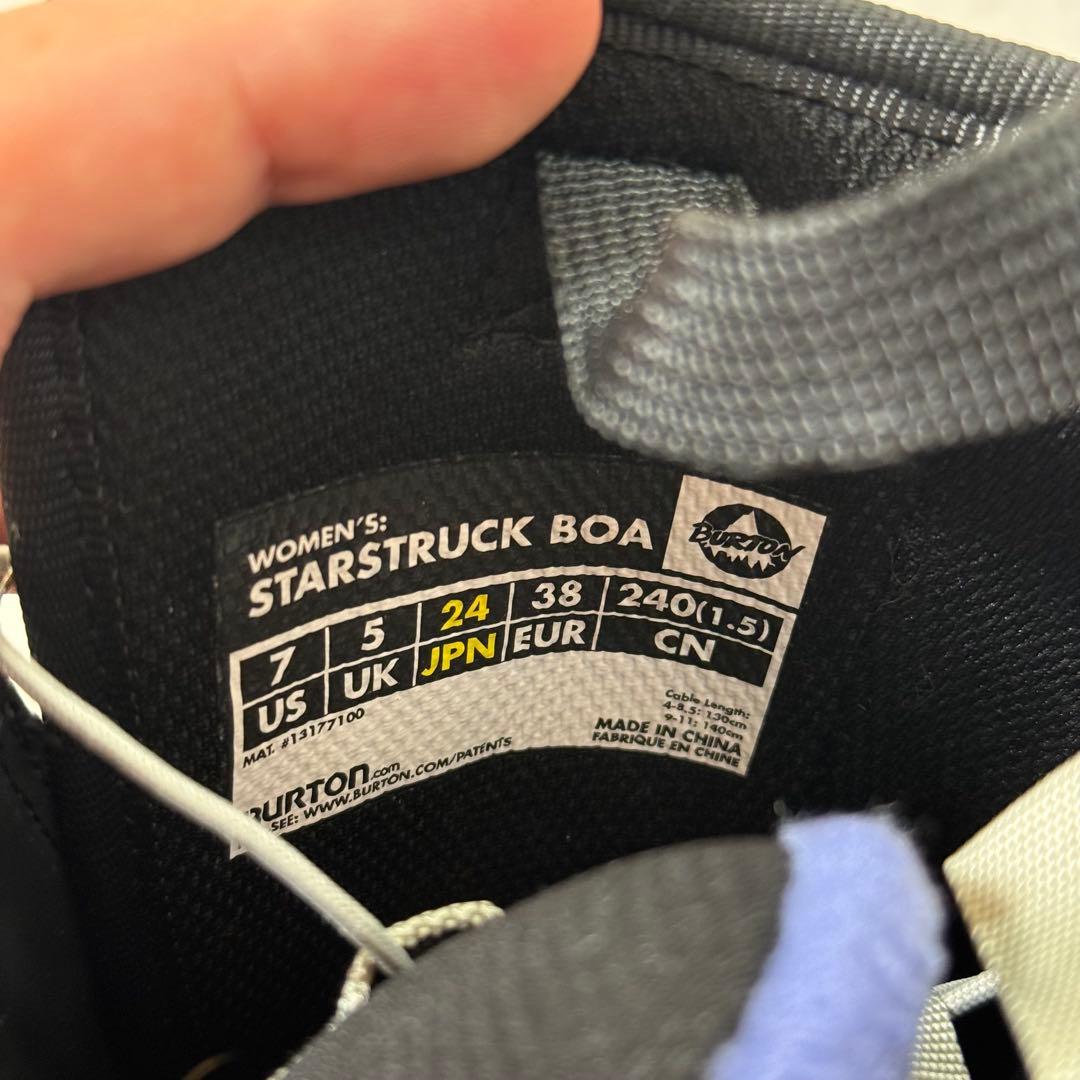 WOMEN'S:
STARSTRUCK BOA
BURTON
7 5 24 38 240(1.5)
US UK JPN EUR CN
MAT. #13177100
Cable Length:
4-8.5: 130cm
9-11: 140cm
MADE IN CHINA
FABRIQUE EN CHINE
BURTON.com
SEE: WWW.BURTON.COM/PATENTS